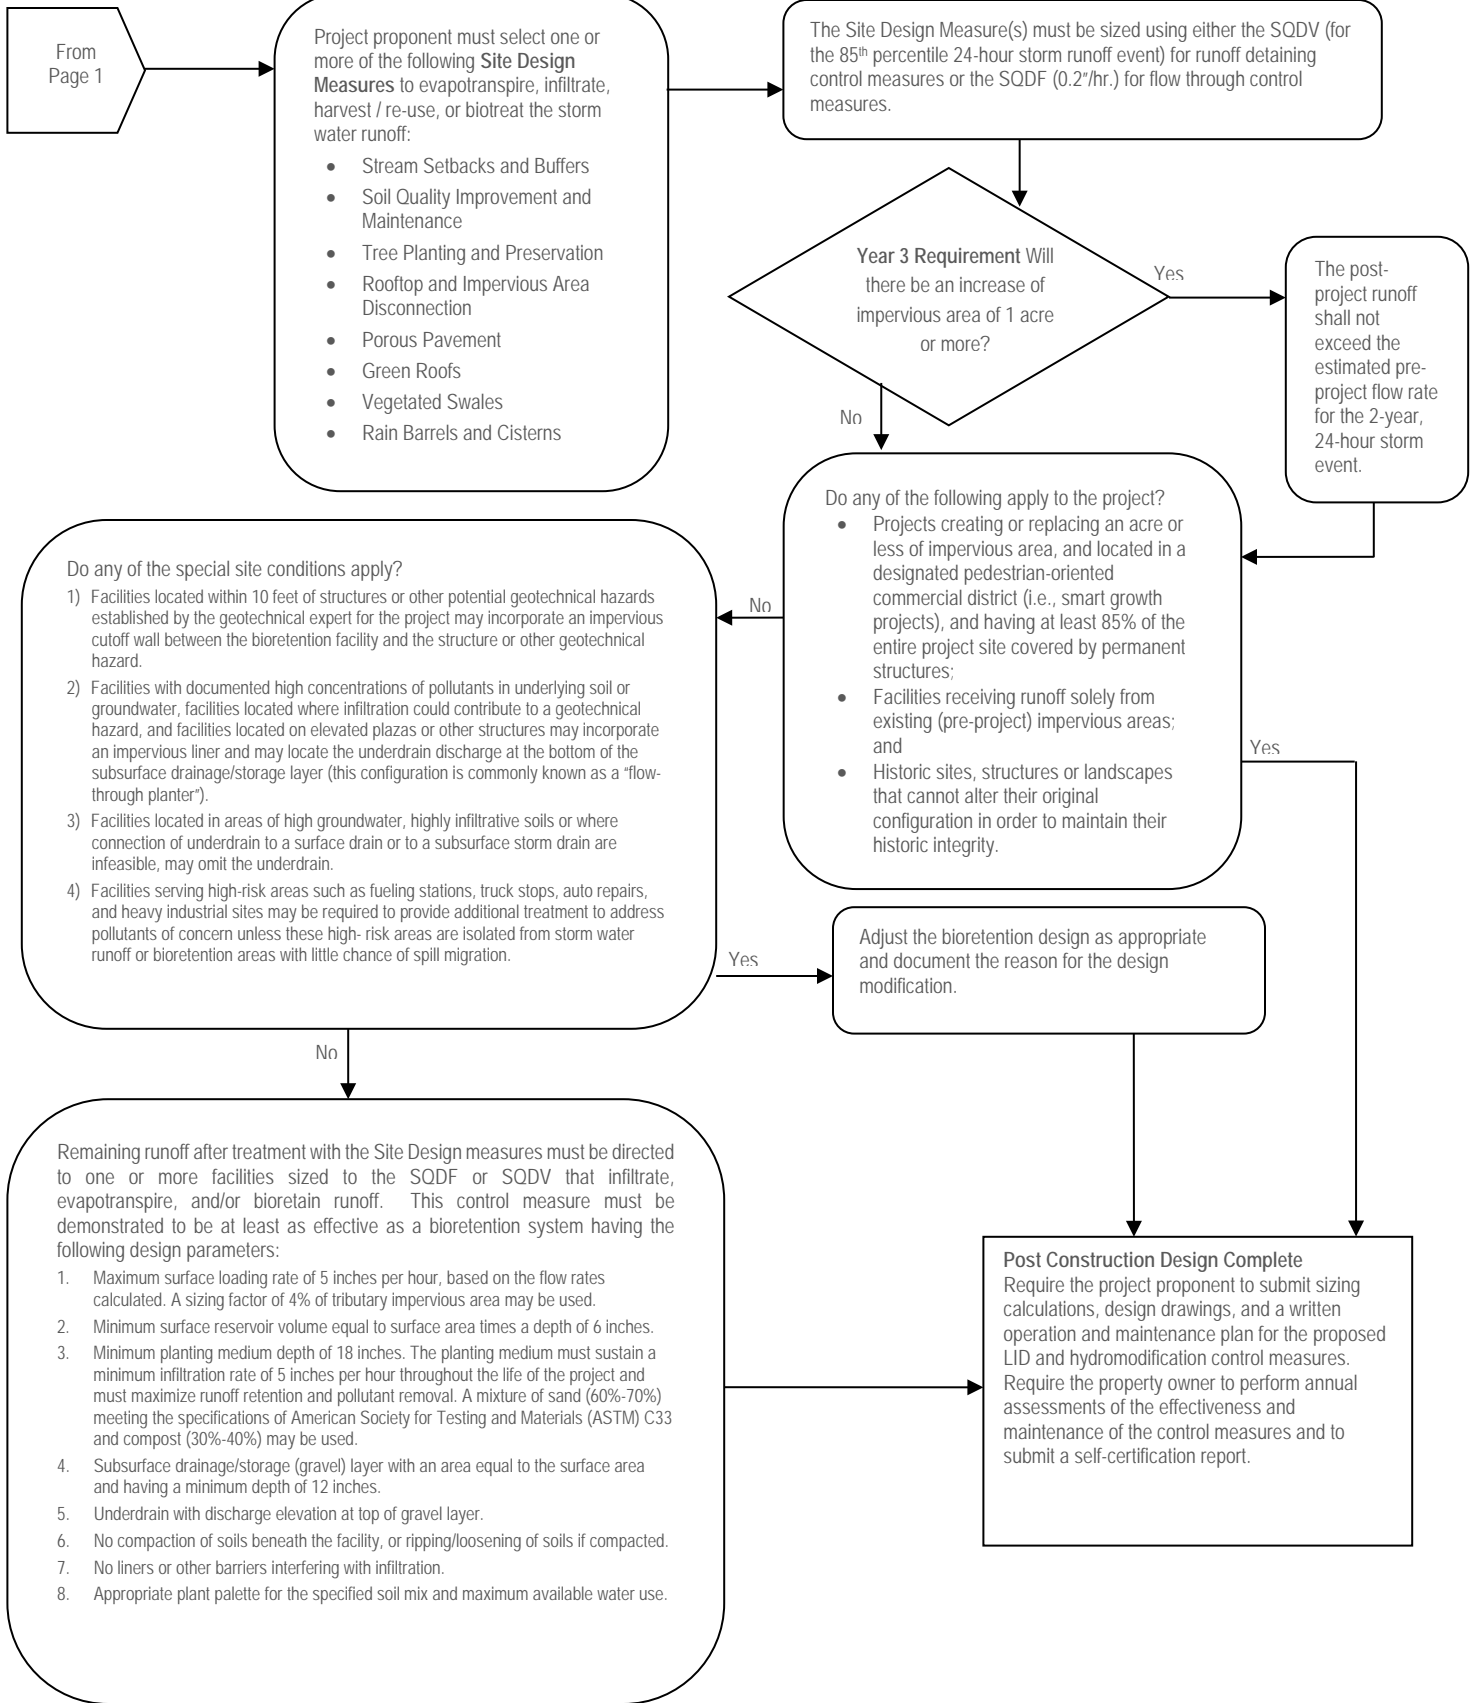 From
Page 1
Project proponent must select one or
more of the following Site Design
Measures to evapotranspire, infiltrate,
harvest / re-use, or biotreat the storm
water runoff:
• Stream Setbacks and Buffers
• Soil Quality Improvement and
Maintenance
• Tree Planting and Preservation
• Rooftop and Impervious Area
Disconnection
• Porous Pavement
• Green Roofs
• Vegetated Swales
• Rain Barrels and Cisterns
The Site Design Measure(s) must be sized using either the SQDV (for
the 85th percentile 24-hour storm runoff event) for runoff detaining
control measures or the SQDF (0.2"/hr.) for flow through control
measures.
Year 3 Requirement Will
there be an increase of
impervious area of 1 acre
or more?
Yes
The post-
project runoff
shall not
exceed the
estimated pre-
project flow rate
for the 2-year,
24-hour storm
event.
No
Do any of the following apply to the project?
• Projects creating or replacing an acre or
less of impervious area, and located in a
designated pedestrian-oriented
commercial district (i.e., smart growth
projects), and having at least 85% of the
entire project site covered by permanent
structures;
• Facilities receiving runoff solely from
existing (pre-project) impervious areas;
and
• Historic sites, structures or landscapes
that cannot alter their original
configuration in order to maintain their
historic integrity.
No
Yes
Do any of the special site conditions apply?
1) Facilities located within 10 feet of structures or other potential geotechnical hazards
established by the geotechnical expert for the project may incorporate an impervious
cutoff wall between the bioretention facility and the structure or other geotechnical
hazard.
2) Facilities with documented high concentrations of pollutants in underlying soil or
groundwater, facilities located where infiltration could contribute to a geotechnical
hazard, and facilities located on elevated plazas or other structures may incorporate
an impervious liner and may locate the underdrain discharge at the bottom of the
subsurface drainage/storage layer (this configuration is commonly known as a "flow-
through planter").
3) Facilities located in areas of high groundwater, highly infiltrative soils or where
connection of underdrain to a surface drain or to a subsurface storm drain are
infeasible, may omit the underdrain.
4) Facilities serving high-risk areas such as fueling stations, truck stops, auto repairs,
and heavy industrial sites may be required to provide additional treatment to address
pollutants of concern unless these high- risk areas are isolated from storm water
runoff or bioretention areas with little chance of spill migration.
Yes
Adjust the bioretention design as appropriate
and document the reason for the design
modification.
No
Remaining runoff after treatment with the Site Design measures must be directed
to one or more facilities sized to the SQDF or SQDV that infiltrate,
evapotranspire, and/or bioretain runoff. This control measure must be
demonstrated to be at least as effective as a bioretention system having the
following design parameters:
1. Maximum surface loading rate of 5 inches per hour, based on the flow rates
calculated. A sizing factor of 4% of tributary impervious area may be used.
2. Minimum surface reservoir volume equal to surface area times a depth of 6 inches.
3. Minimum planting medium depth of 18 inches. The planting medium must sustain a
minimum infiltration rate of 5 inches per hour throughout the life of the project and
must maximize runoff retention and pollutant removal. A mixture of sand (60%-70%)
meeting the specifications of American Society for Testing and Materials (ASTM) C33
and compost (30%-40%) may be used.
4. Subsurface drainage/storage (gravel) layer with an area equal to the surface area
and having a minimum depth of 12 inches.
5. Underdrain with discharge elevation at top of gravel layer.
6. No compaction of soils beneath the facility, or ripping/loosening of soils if compacted.
7. No liners or other barriers interfering with infiltration.
8. Appropriate plant palette for the specified soil mix and maximum available water use.
Post Construction Design Complete
Require the project proponent to submit sizing
calculations, design drawings, and a written
operation and maintenance plan for the proposed
LID and hydromodification control measures.
Require the property owner to perform annual
assessments of the effectiveness and
maintenance of the control measures and to
submit a self-certification report.